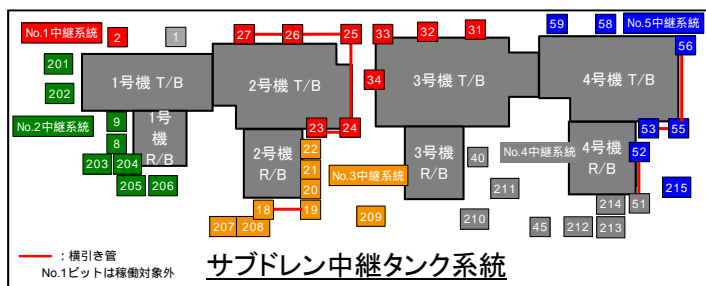 No.1中継系統
2
1
27
26
25
33
32
31
59
58
No.5中継系統
56
201
202
1号機 T/B
2号機 T/B
34
3号機 T/B
4号機 T/B
No.2中継系統
9
8
1号
機
R/B
23
24
53
55
203
204
205
206
2号機
R/B
22
21
20
No.3中継系統
3号機
R/B
40
No.4中継系統
4号機
R/B
52
211
215
18
19
207
208
209
210
45
212
214
213
51
:横引き管
No.1ピットは稼働対象外
サブドレン中継タンク系統